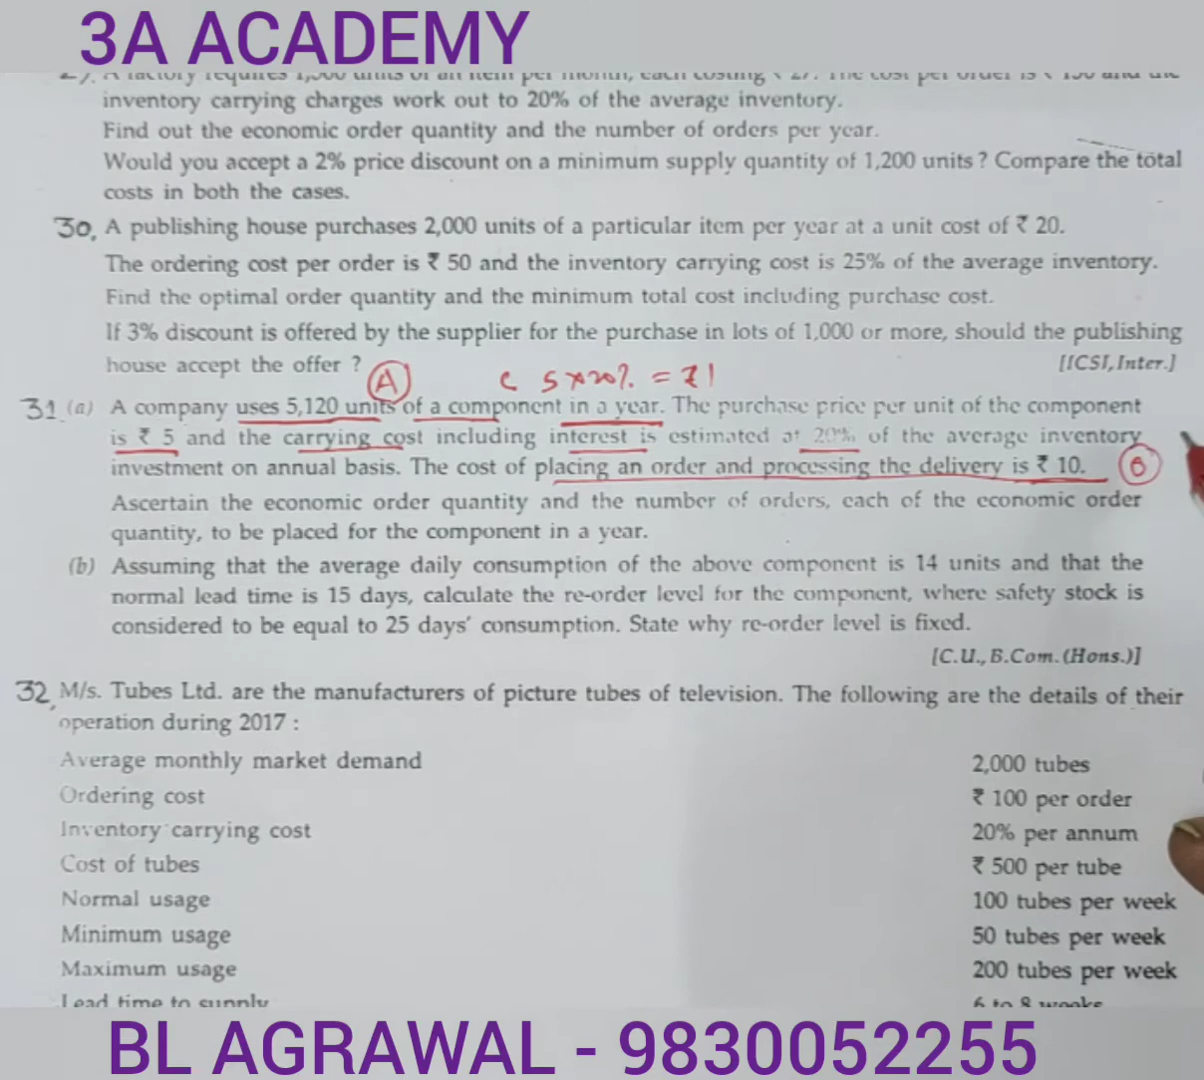 3A ACADEMY
inventory carrying charges work out to 20% of the average inventory.
Find out the economic order quantity and the number of orders per year.
Would you accept a 2% price discount on a minimum supply quantity of 1,200 units ? Compare the total
costs in both the cases.
30, A publishing house purchases 2,000 units of a particular item per year at a unit cost of ₹ 20.
The ordering cost per order is ₹ 50 and the inventory carrying cost is 25% of the average inventory.
Find the optimal order quantity and the minimum total cost including purchase cost.
If 3% discount is offered by the supplier for the purchase in lots of 1,000 or more, should the publishing
house accept the offer ? [ICSI, Inter.]
A C 5 x 20% = ₹1
31. (a) A company uses 5,120 units of a component in a year. The purchase price per unit of the component
is ₹ 5 and the carrying cost including interest is estimated at 20% of the average inventory
investment on annual basis. The cost of placing an order and processing the delivery is ₹ 10.
Ascertain the economic order quantity and the number of orders, each of the economic order
quantity, to be placed for the component in a year.
(b) Assuming that the average daily consumption of the above component is 14 units and that the
normal lead time is 15 days, calculate the re-order level for the component, where safety stock is
considered to be equal to 25 days' consumption. State why re-order level is fixed.
[C.U., B.Com. (Hons.)]
32, M/s. Tubes Ltd. are the manufacturers of picture tubes of television. The following are the details of their
operation during 2017 :
Average monthly market demand 2,000 tubes
Ordering cost ₹ 100 per order
Inventory carrying cost 20% per annum
Cost of tubes ₹ 500 per tube
Normal usage 100 tubes per week
Minimum usage 50 tubes per week
Maximum usage 200 tubes per week
Lead time to supply 6 to 8 weeks
BL AGRAWAL - 9830052255